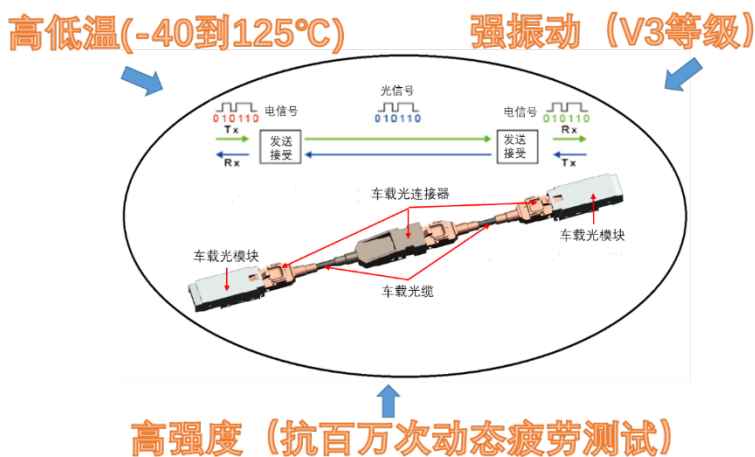 高低温(-40到125℃)
强振动（V3等级）
光信号
电信号
电信号
010110
010110
010110
Tx
Rx
发送
接受
发送
接受
Rx
Tx
车载光连接器
车载光模块
车载光模块
车载光缆
高强度（抗百万次动态疲劳测试）